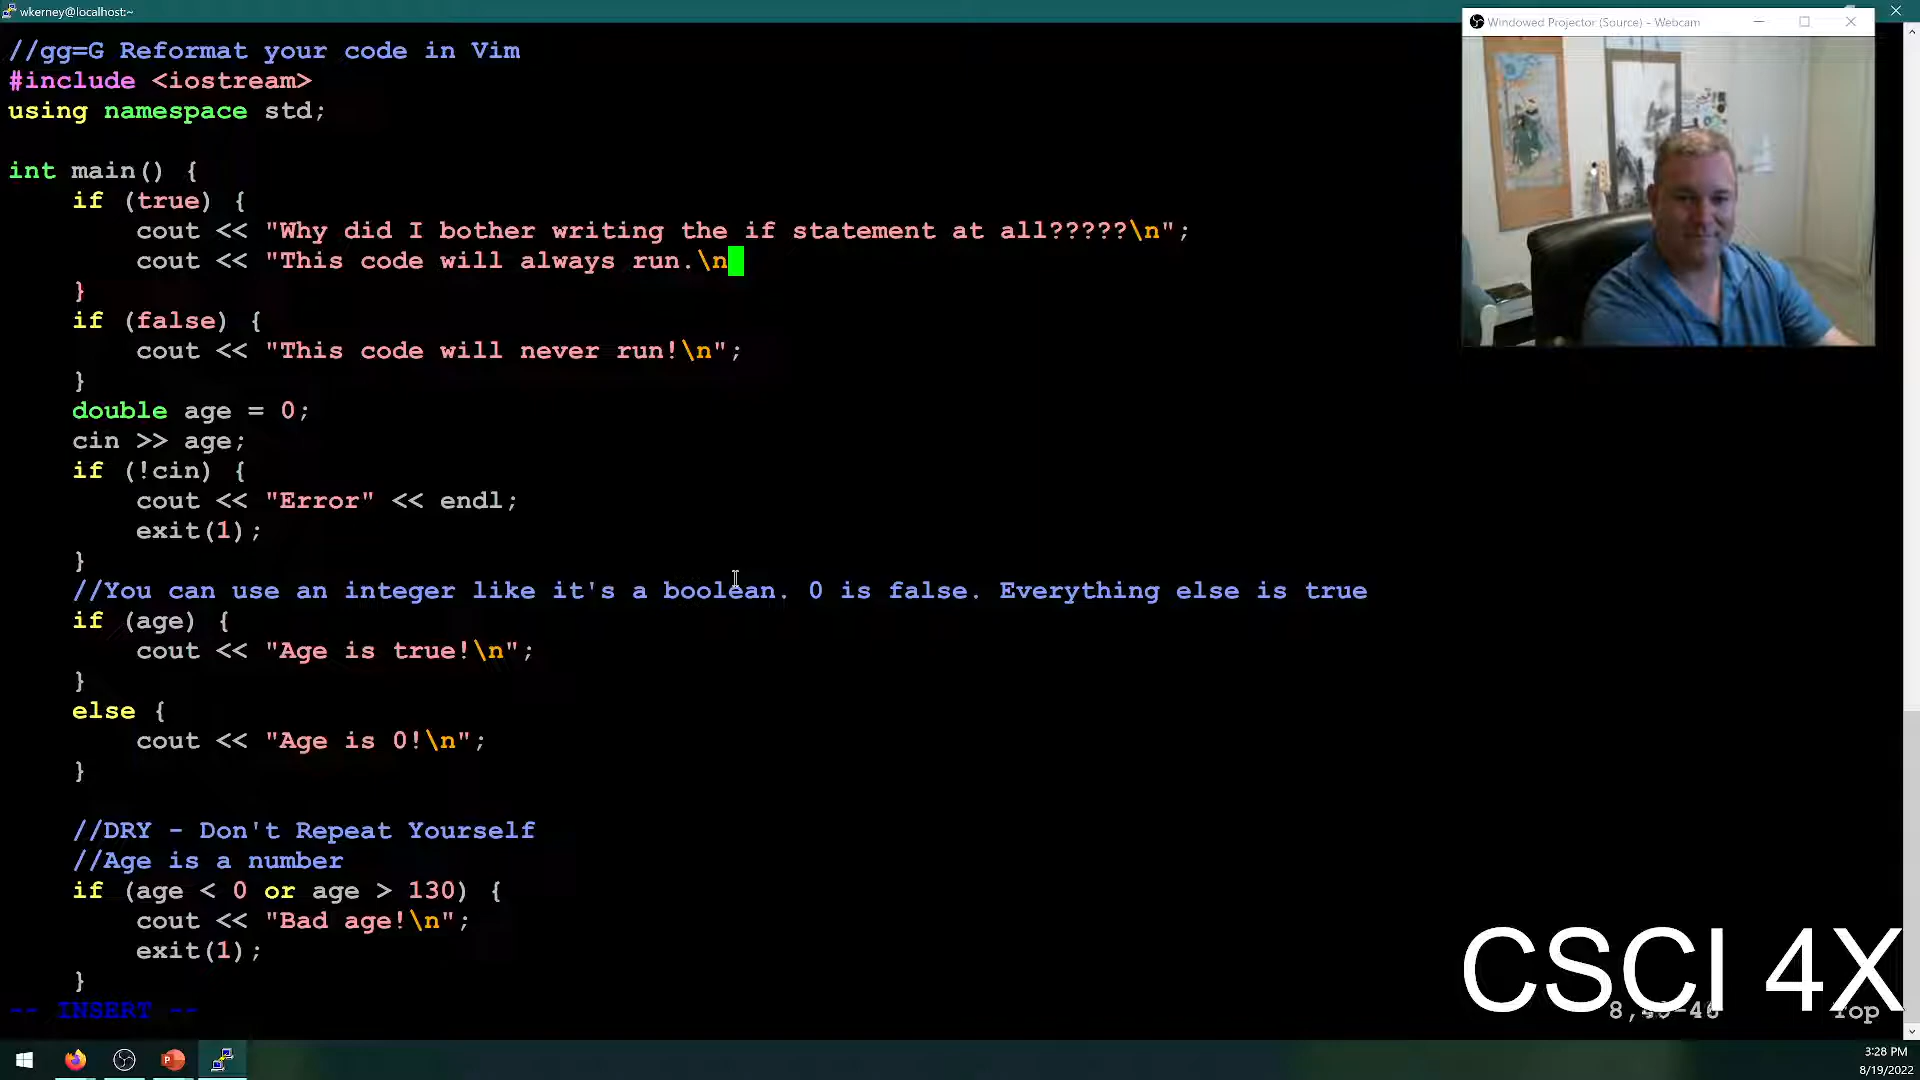 wkerney@localhost:~
Windowed Projector (Source) - Webcam
//gg=G Reformat your code in Vim
#include <iostream>
using namespace std;
int main() {
if (true) {
cout << "Why did I bother writing the if statement at all?????\n";
cout << "This code will always run.\n
}
if (false) {
cout << "This code will never run!\n";
}
double age = 0;
cin >> age;
if (!cin) {
cout << "Error" << endl;
exit(1);
}
//You can use an integer like it's a boolean. 0 is false. Everything else is true
if (age) {
cout << "Age is true!\n";
}
else {
cout << "Age is 0!\n";
}
//DRY - Don't Repeat Yourself
//Age is a number
if (age < 0 or age > 130) {
cout << "Bad age!\n";
exit(1);
}
-- INSERT --
CSCI 4X
Top
3:28 PM
8/19/2022